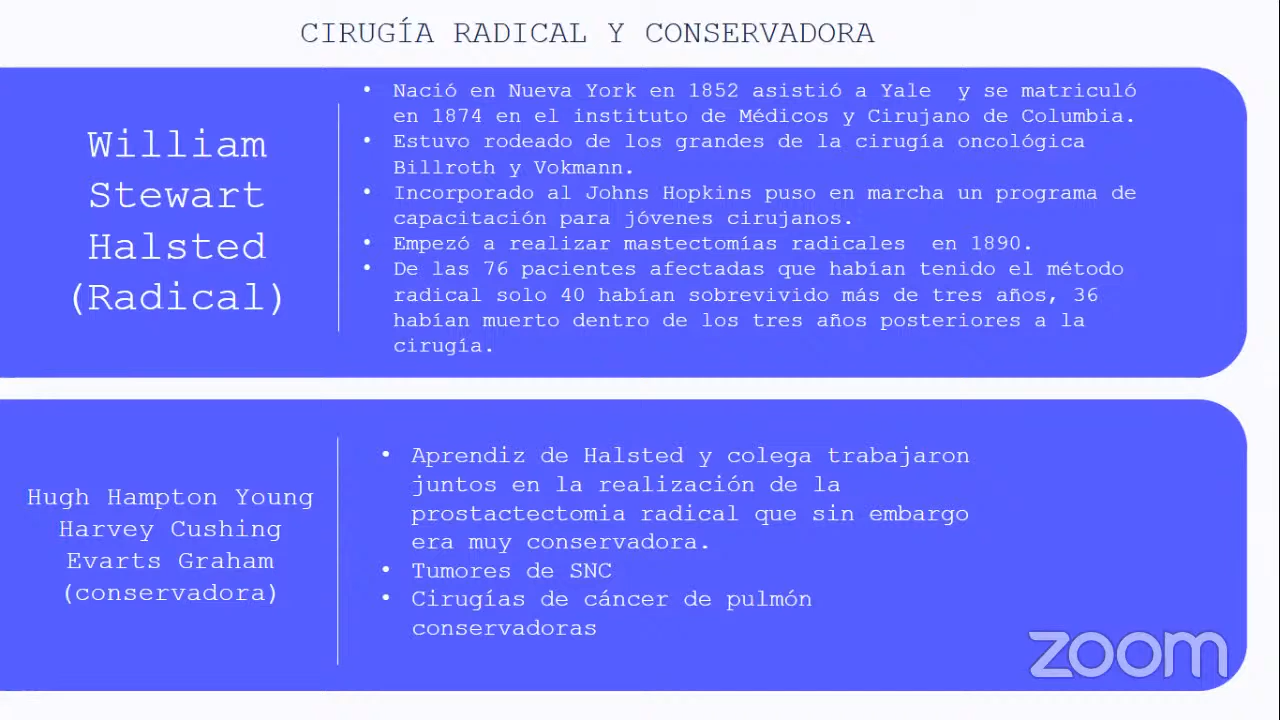 CIRUGÍA RADICAL Y CONSERVADORA
William
Stewart
Halsted
(Radical)
• Nació en Nueva York en 1852 asistió a Yale y se matriculó
en 1874 en el instituto de Médicos y Cirujano de Columbia.
• Estuvo rodeado de los grandes de la cirugía oncológica
Billroth y Vokmann.
• Incorporado al Johns Hopkins puso en marcha un programa de
capacitación para jóvenes cirujanos.
• Empezó a realizar mastectomías radicales en 1890.
• De las 76 pacientes afectadas que habían tenido el método
radical solo 40 habían sobrevivido más de tres años, 36
habían muerto dentro de los tres años posteriores a la
cirugía.
Hugh Hampton Young
Harvey Cushing
Evarts Graham
(conservadora)
• Aprendiz de Halsted y colega trabajaron
juntos en la realización de la
prostactectomia radical que sin embargo
era muy conservadora.
• Tumores de SNC
• Cirugías de cáncer de pulmón
conservadoras
zoom